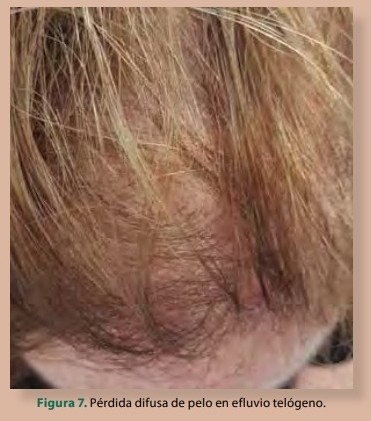 Figura 7. Pérdida difusa de pelo en efluvio telógeno.